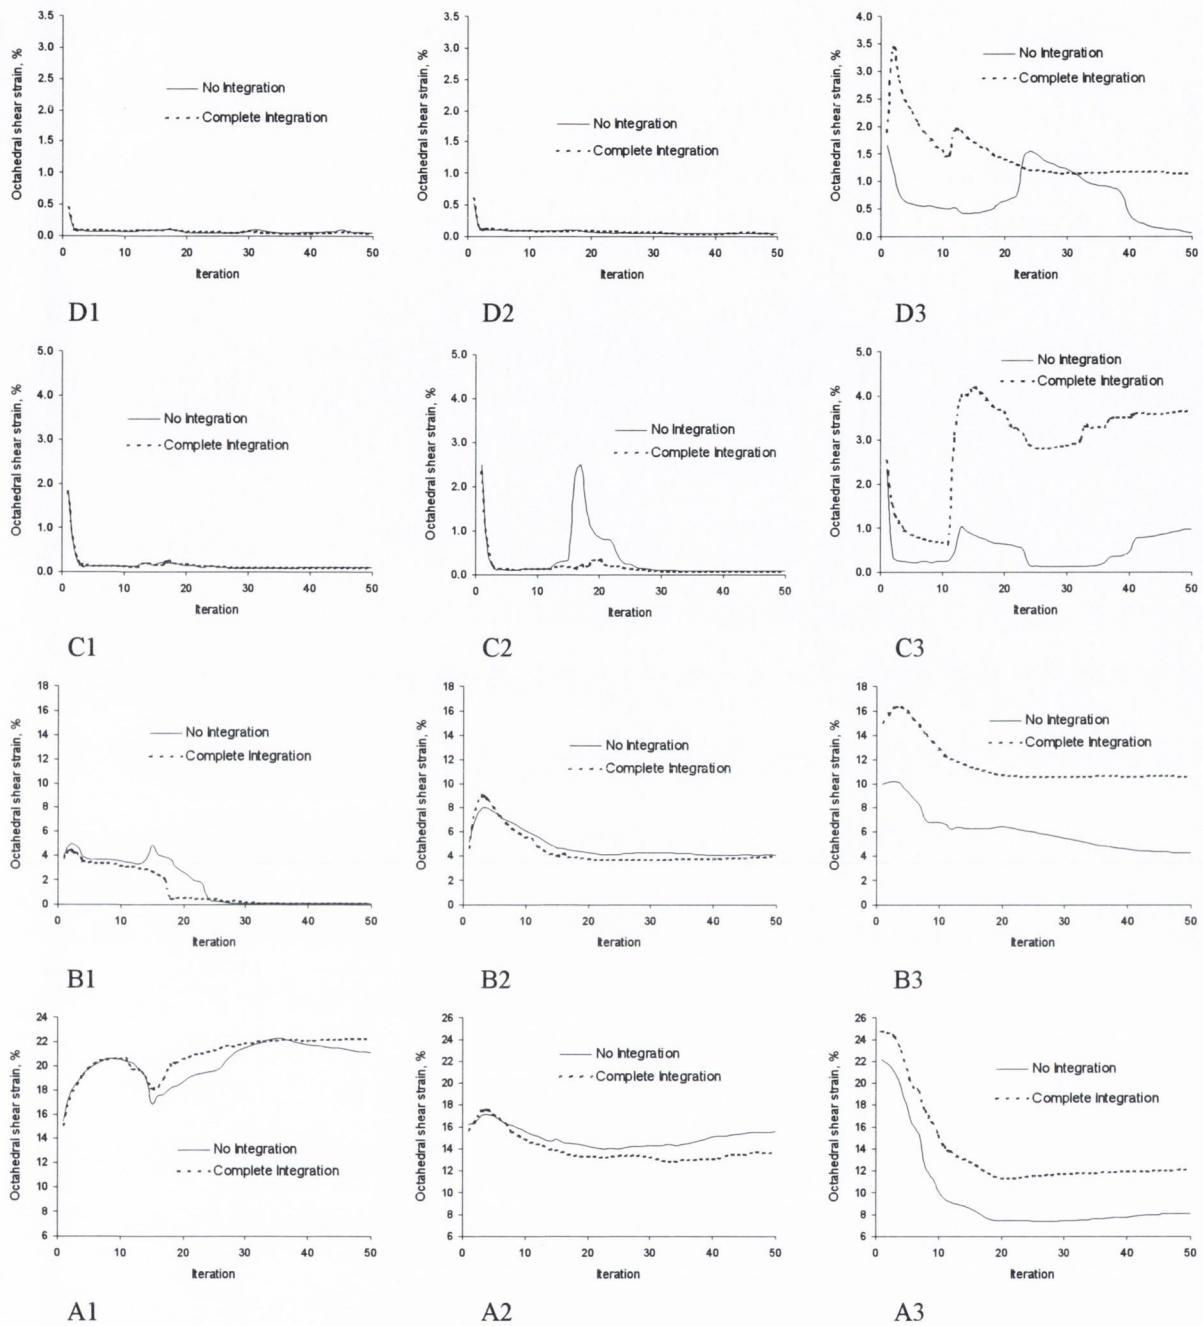 Octahedral shear strain, %
3.5
3.0
2.5
2.0
1.5
1.0
0.5
0.0
No Integration
Complete Integration
0 10 20 30 40 50
Iteration
D1
Octahedral shear strain, %
3.5
3.0
2.5
2.0
1.5
1.0
0.5
0.0
No Integration
Complete Integration
0 10 20 30 40 50
Iteration
D2
Octahedral shear strain, %
4.0
3.5
3.0
2.5
2.0
1.5
1.0
0.5
0.0
No Integration
Complete Integration
0 10 20 30 40 50
Iteration
D3
Octahedral shear strain, %
5.0
4.0
3.0
2.0
1.0
0.0
No Integration
Complete Integration
0 10 20 30 40 50
Iteration
C1
Octahedral shear strain, %
5.0
4.0
3.0
2.0
1.0
0.0
No Integration
Complete Integration
0 10 20 30 40 50
Iteration
C2
Octahedral shear strain, %
5.0
4.0
3.0
2.0
1.0
0.0
No Integration
Complete Integration
0 10 20 30 40 50
Iteration
C3
Octahedral shear strain, %
18
16
14
12
10
8
6
4
2
0
No Integration
Complete Integration
0 10 20 30 40 50
Iteration
B1
Octahedral shear strain, %
18
16
14
12
10
8
6
4
2
0
No Integration
Complete Integration
0 10 20 30 40 50
Iteration
B2
Octahedral shear strain, %
18
16
14
12
10
8
6
4
2
0
No Integration
Complete Integration
0 10 20 30 40 50
Iteration
B3
Octahedral shear strain, %
24
22
20
18
16
14
12
10
8
6
No Integration
Complete Integration
0 10 20 30 40 50
Iteration
A1
Octahedral shear strain, %
26
24
22
20
18
16
14
12
10
8
6
No Integration
Complete Integration
0 10 20 30 40 50
Iteration
A2
Octahedral shear strain, %
26
24
22
20
18
16
14
12
10
8
6
No Integration
Complete Integration
0 10 20 30 40 50
Iteration
A3